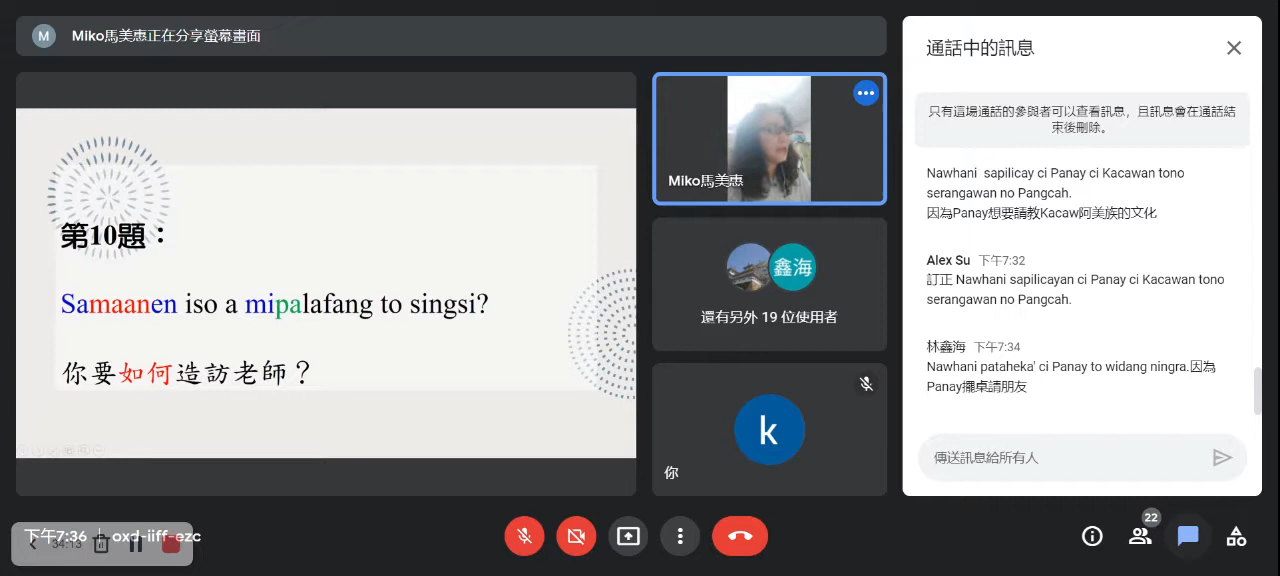 M Miko馬美惠正在分享螢幕畫面
第10題：
Samaanen iso a mipalafang to singsi?
你要如何造訪老師？
Miko馬美惠
鑫海
還有另外 19 位使用者
k
你
通話中的訊息
只有這場通話的參與者可以查看訊息，且訊息會在通話結
束後刪除。
Nawhani sapilicay ci Panay ci Kacawan tono
serangawan no Pangcah.
因為Panay想要請教Kacaw阿美族的文化
Alex Su 下午7:32
訂正 Nawhani sapilicayan ci Panay ci Kacawan tono
serangawan no Pangcah.
林鑫海 下午7:34
Nawhani pataheka' ci Panay to widang ningra.因為
Panay擺桌請朋友
傳送訊息給所有人
下午7:36 | oxd-iiff-ezc
34:13
22